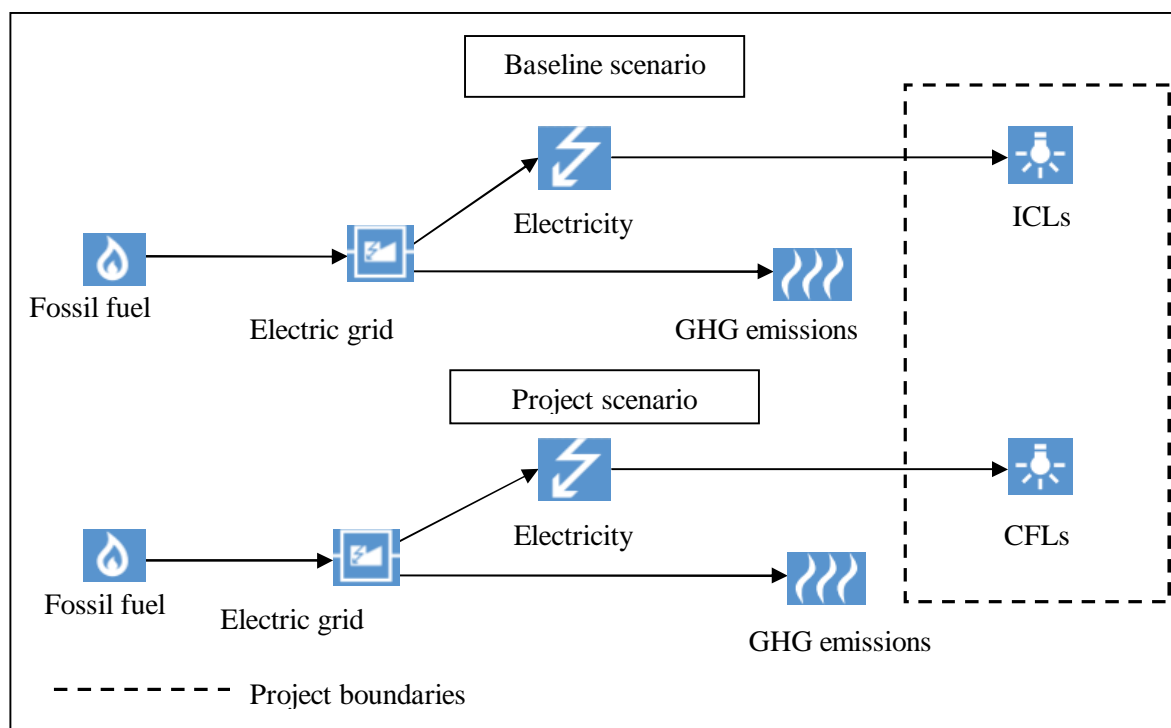 Baseline scenario
Electricity
ICLs
Fossil fuel
Electric grid
GHG emissions
Project scenario
Electricity
CFLs
Fossil fuel
Electric grid
GHG emissions
Project boundaries